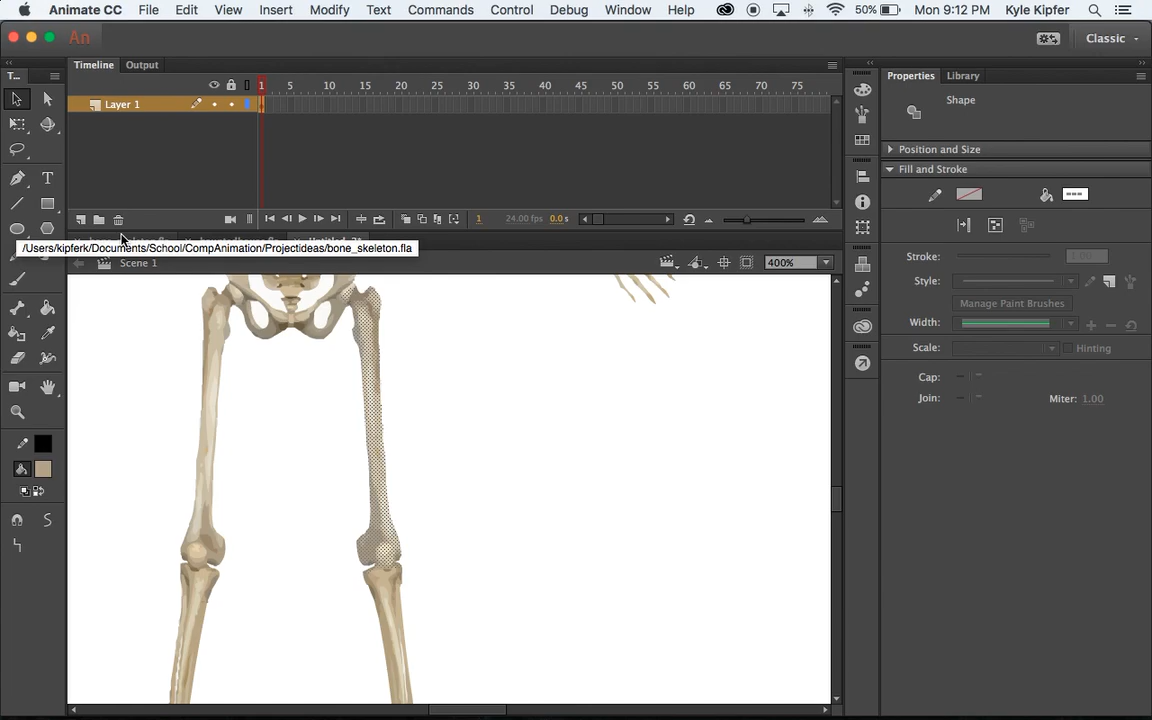 Animate CC File Edit View Insert Modify Text Commands Control Debug Window Help 50% Mon 9:12 PM Kyle Kipfer
An Classic
T... Timeline Output Properties Library
1 5 10 15 20 25 30 35 40 45 50 55 60 65 70 75
Layer 1
Shape
Position and Size
Fill and Stroke
1 24.00 fps 0.0 s
/Users/kipferk/Documents/School/CompAnimation/Projectideas/bone_skeleton.fla
Scene 1 400%
Stroke: 1.00
Style:
Manage Paint Brushes
Width:
Scale: Hinting
Cap:
Join: Miter: 1.00